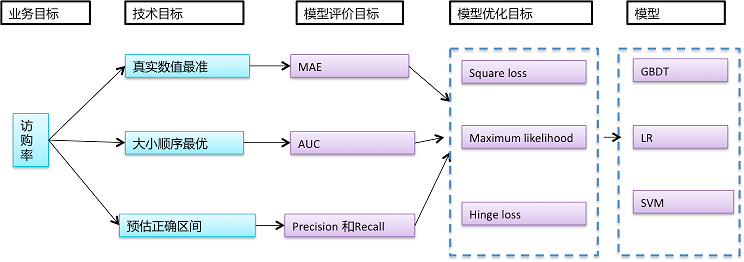 业务目标
技术目标
模型评价目标
模型优化目标
模型
真实数值最准
MAE
Square loss
GBDT
访购率
大小顺序最优
AUC
Maximum likelihood
LR
预估正确区间
Precision 和Recall
Hinge loss
SVM